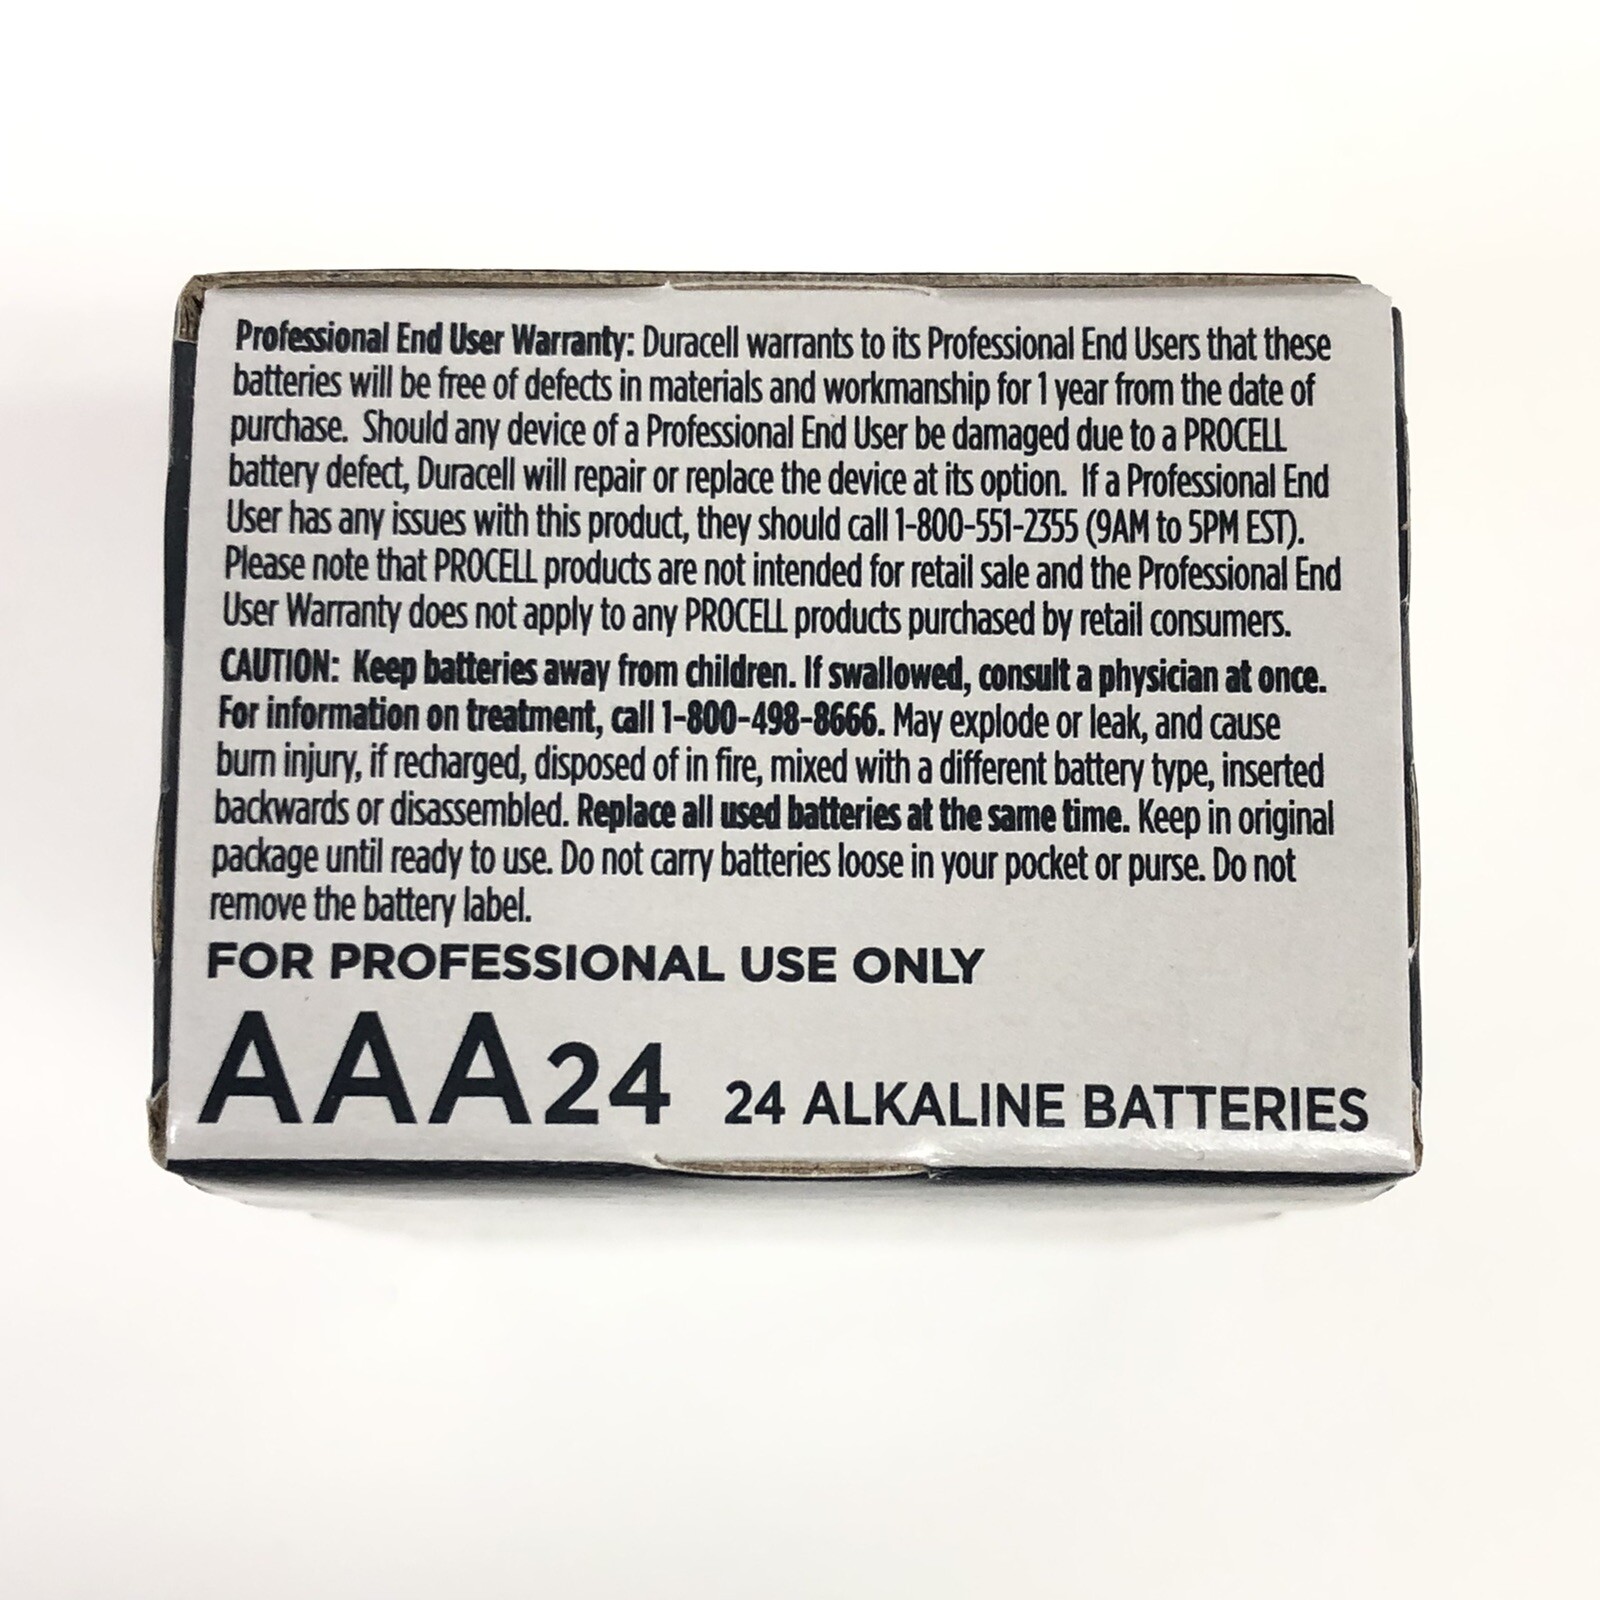 Professional End User Warranty: Duracell warrants to its Professional End Users that these
batteries will be free of defects in materials and workmanship for 1 year from the date of
purchase. Should any device of a Professional End User be damaged due to a PROCELL
battery defect, Duracell will repair or replace the device at its option. If a Professional End
User has any issues with this product, they should call 1-800-551-2355 (9AM to 5PM EST).
Please note that PROCELL products are not intended for retail sale and the Professional End
User Warranty does not apply to any PROCELL products purchased by retail consumers.
CAUTION: Keep batteries away from children. If swallowed, consult a physician at once.
For information on treatment, call 1-800-498-8666. May explode or leak, and cause
burn injury, if recharged, disposed of in fire, mixed with a different battery type, inserted
backwards or disassembled. Replace all used batteries at the same time. Keep in original
package until ready to use. Do not carry batteries loose in your pocket or purse. Do not
remove the battery label.
FOR PROFESSIONAL USE ONLY
AAA24 24 ALKALINE BATTERIES